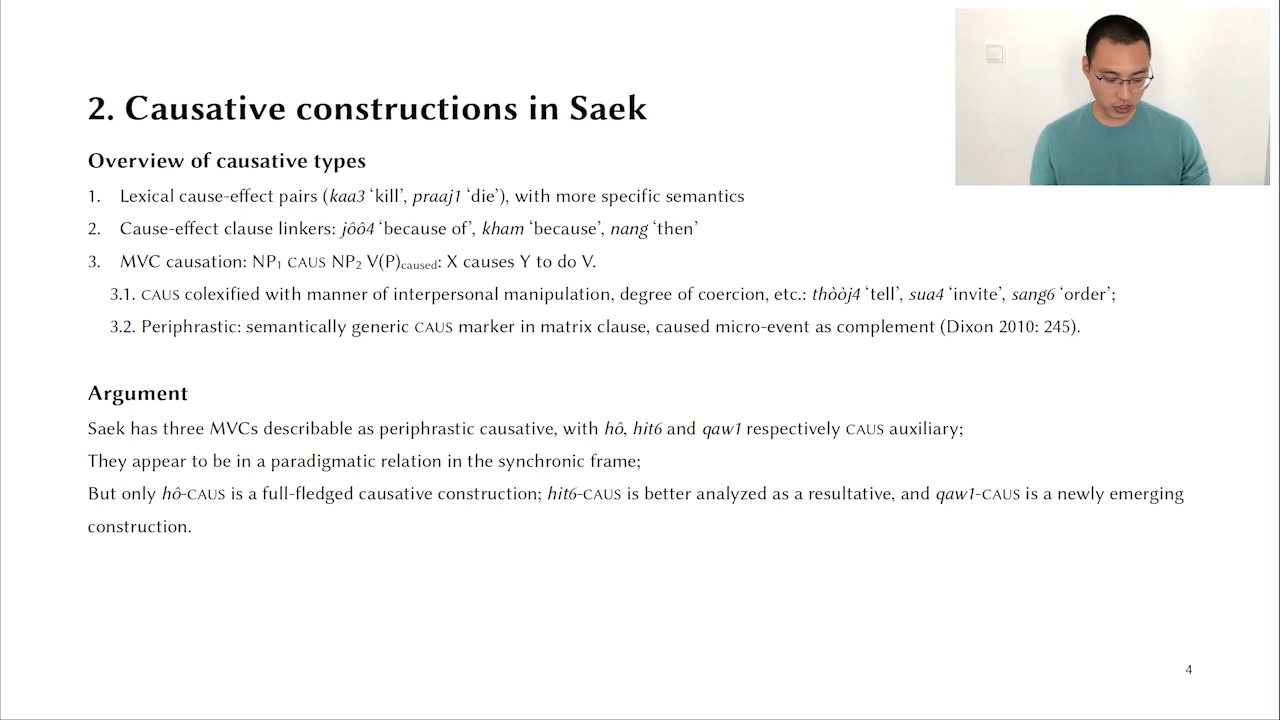 2. Causative constructions in Saek
Overview of causative types
1. Lexical cause-effect pairs (kaa3 ‘kill’, praaj1 ‘die’), with more specific semantics
2. Cause-effect clause linkers: jôô4 ‘because of’, kham ‘because’, nang ‘then’
3. MVC causation: NP1 CAUS NP2 V(P)caused: X causes Y to do V.
3.1. CAUS colexified with manner of interpersonal manipulation, degree of coercion, etc.: thòòj4 ‘tell’, sua4 ‘invite’, sang6 ‘order’;
3.2. Periphrastic: semantically generic CAUS marker in matrix clause, caused micro-event as complement (Dixon 2010: 245).
Argument
Saek has three MVCs describable as periphrastic causative, with hô, hit6 and qaw1 respectively CAUS auxiliary;
They appear to be in a paradigmatic relation in the synchronic frame;
But only hô-CAUS is a full-fledged causative construction; hit6-CAUS is better analyzed as a resultative, and qaw1-CAUS is a newly emerging
construction.
4